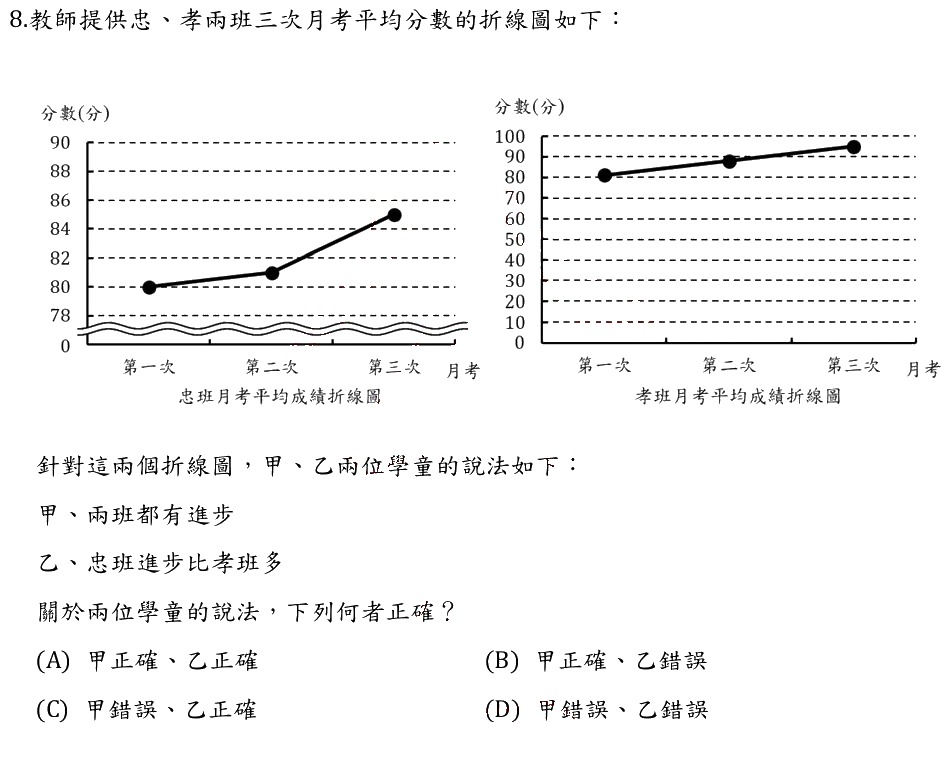 8.教師提供忠、孝兩班三次月考平均分數的折線圖如下：
分數(分)
90
88
86
84
82
80
78
0
第一次 第二次 第三次 月考
忠班月考平均成績折線圖
分數(分)
100
90
80
70
60
50
40
30
20
10
0
第一次 第二次 第三次 月考
孝班月考平均成績折線圖
針對這兩個折線圖，甲、乙兩位學童的說法如下：
甲、兩班都有進步
乙、忠班進步比孝班多
關於兩位學童的說法，下列何者正確？
(A) 甲正確、乙正確 (B) 甲正確、乙錯誤
(C) 甲錯誤、乙正確 (D) 甲錯誤、乙錯誤